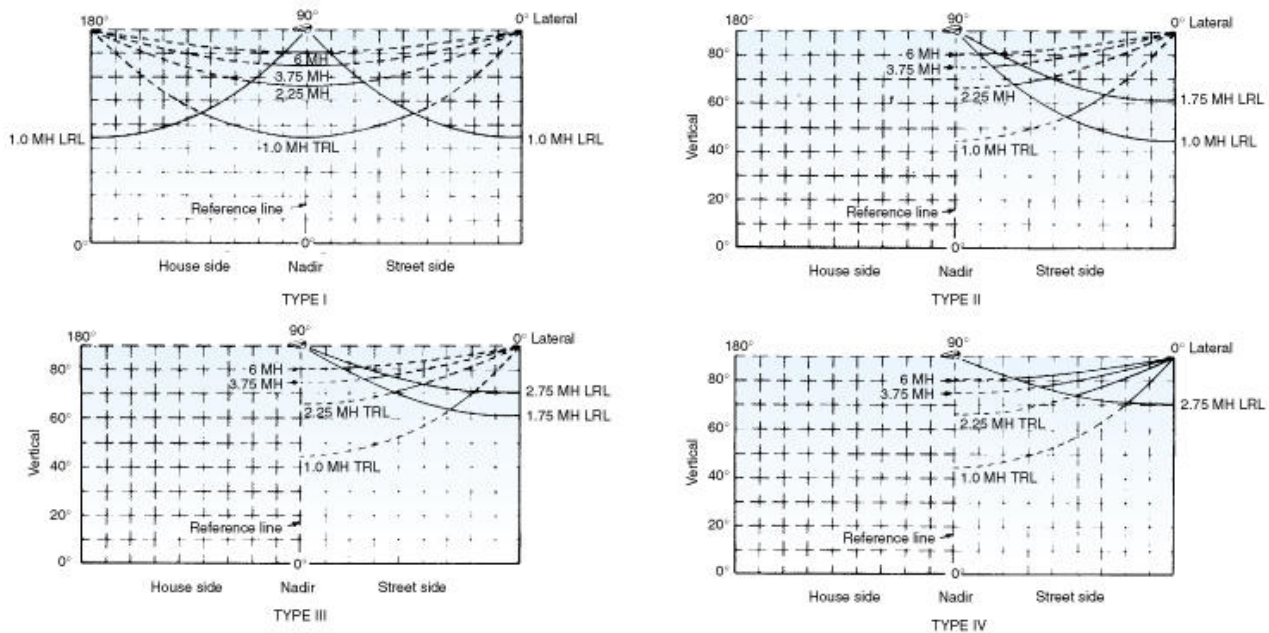 180°
90°
0° Lateral
6 MH
3.75 MH
2.25 MH
1.0 MH LRL
1.0 MH TRL
1.0 MH LRL
Reference line
0°
0°
House side Nadir Street side
TYPE I
180°
90°
0° Lateral
80°
6 MH
3.75 MH
2.25 MH
1.75 MH LRL
60°
Vertical
40°
1.0 MH TRL
1.0 MH LRL
20°
Reference line
0°
0°
House side Nadir Street side
TYPE II
180°
90°
0° Lateral
80°
6 MH
3.75 MH
2.75 MH LRL
60°
2.25 MH TRL
1.75 MH LRL
Vertical
40°
1.0 MH TRL
20°
Reference line
0°
0°
House side Nadir Street side
TYPE III
180°
90°
0° Lateral
80°
6 MH
3.75 MH
2.75 MH LRL
60°
2.25 MH TRL
Vertical
40°
1.0 MH TRL
20°
Reference line
0°
0°
House side Nadir Street side
TYPE IV